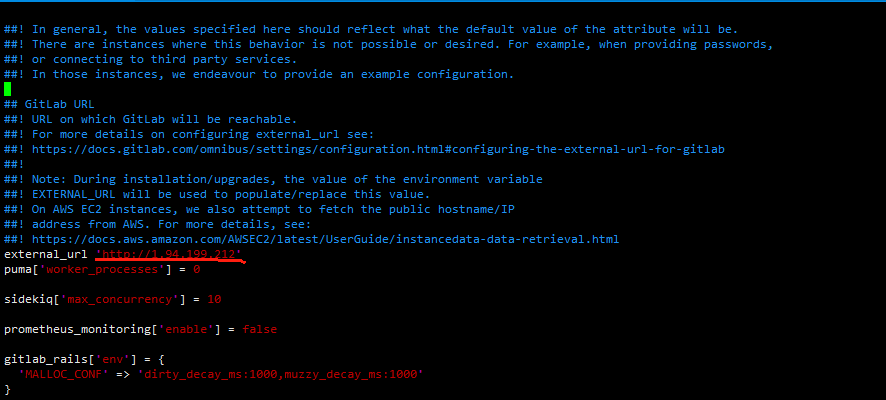 ##! In general, the values specified here should reflect what the default value of the attribute will be.
##! There are instances where this behavior is not possible or desired. For example, when providing passwords,
##! or connecting to third party services.
##! In those instances, we endeavour to provide an example configuration.
## GitLab URL
##! URL on which GitLab will be reachable.
##! For more details on configuring external_url see:
##! https://docs.gitlab.com/omnibus/settings/configuration.html#configuring-the-external-url-for-gitlab
##!
##! Note: During installation/upgrades, the value of the environment variable
##! EXTERNAL_URL will be used to populate/replace this value.
##! On AWS EC2 instances, we also attempt to fetch the public hostname/IP
##! address from AWS. For more details, see:
##! https://docs.aws.amazon.com/AWSEC2/latest/UserGuide/instancedata-data-retrieval.html
external_url 'http://1.94.199.212'
puma['worker_processes'] = 0
sidekiq['max_concurrency'] = 10
prometheus_monitoring['enable'] = false
gitlab_rails['env'] = {
  'MALLOC_CONF' => 'dirty_decay_ms:1000,muzzy_decay_ms:1000'
}